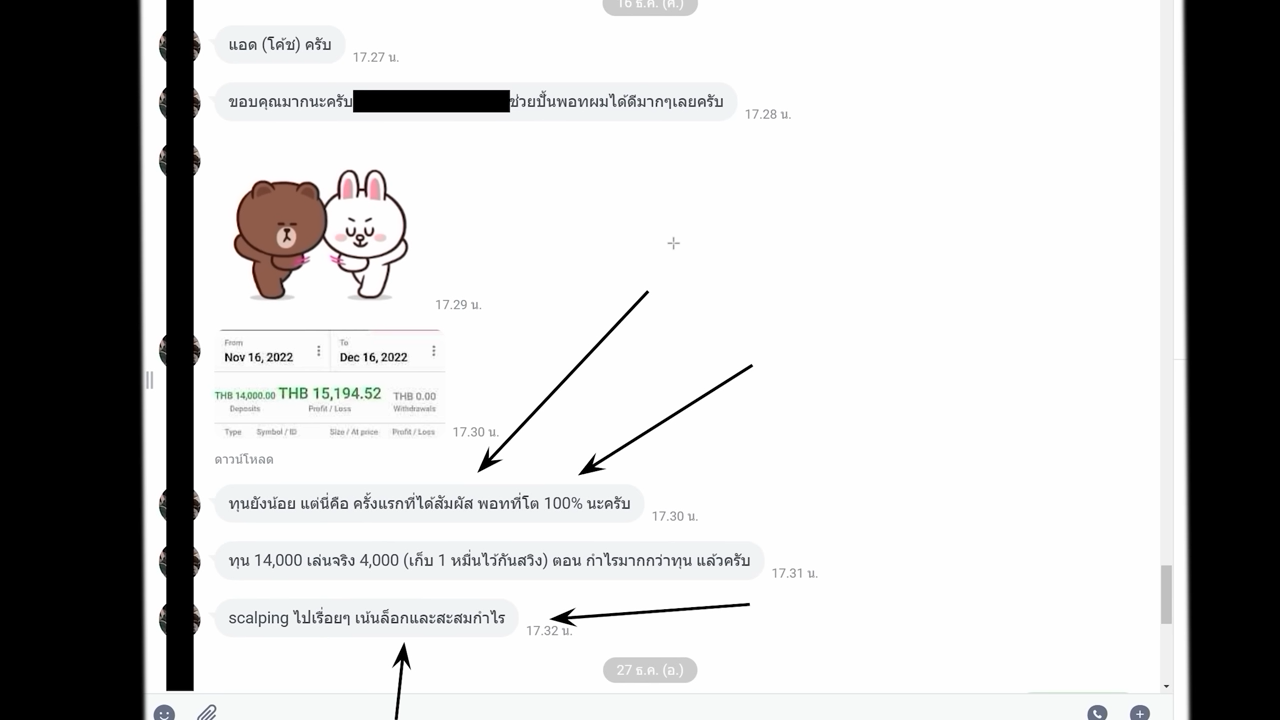 16 ธ.ค. (ศ.)
แอด (โค้ช) ครับ
17.27 น.
ขอบคุณมากนะครับ ช่วยปั้นพอทผมได้ดีมากๆเลยครับ
17.28 น.
17.29 น.
From
Nov 16, 2022
To
Dec 16, 2022
THB 14,000.00 THB 15,194.52 THB 0.00
Deposits Profit / Loss Withdrawals
Type Symbol / ID Size / At price Profit / Loss
17.30 น.
ดาวน์โหลด
ทุนยังน้อย แต่นี่คือ ครั้งแรกที่ได้สัมผัส พอทที่โต 100% นะครับ
17.30 น.
ทุน 14,000 เล่นจริง 4,000 (เก็บ 1 หมื่นไว้กันสวิง) ตอน กำไรมากกว่าทุน แล้วครับ
17.31 น.
scalping ไปเรื่อยๆ เน้นล็อกและสะสมกำไร
17.32 น.
27 ธ.ค. (อ.)